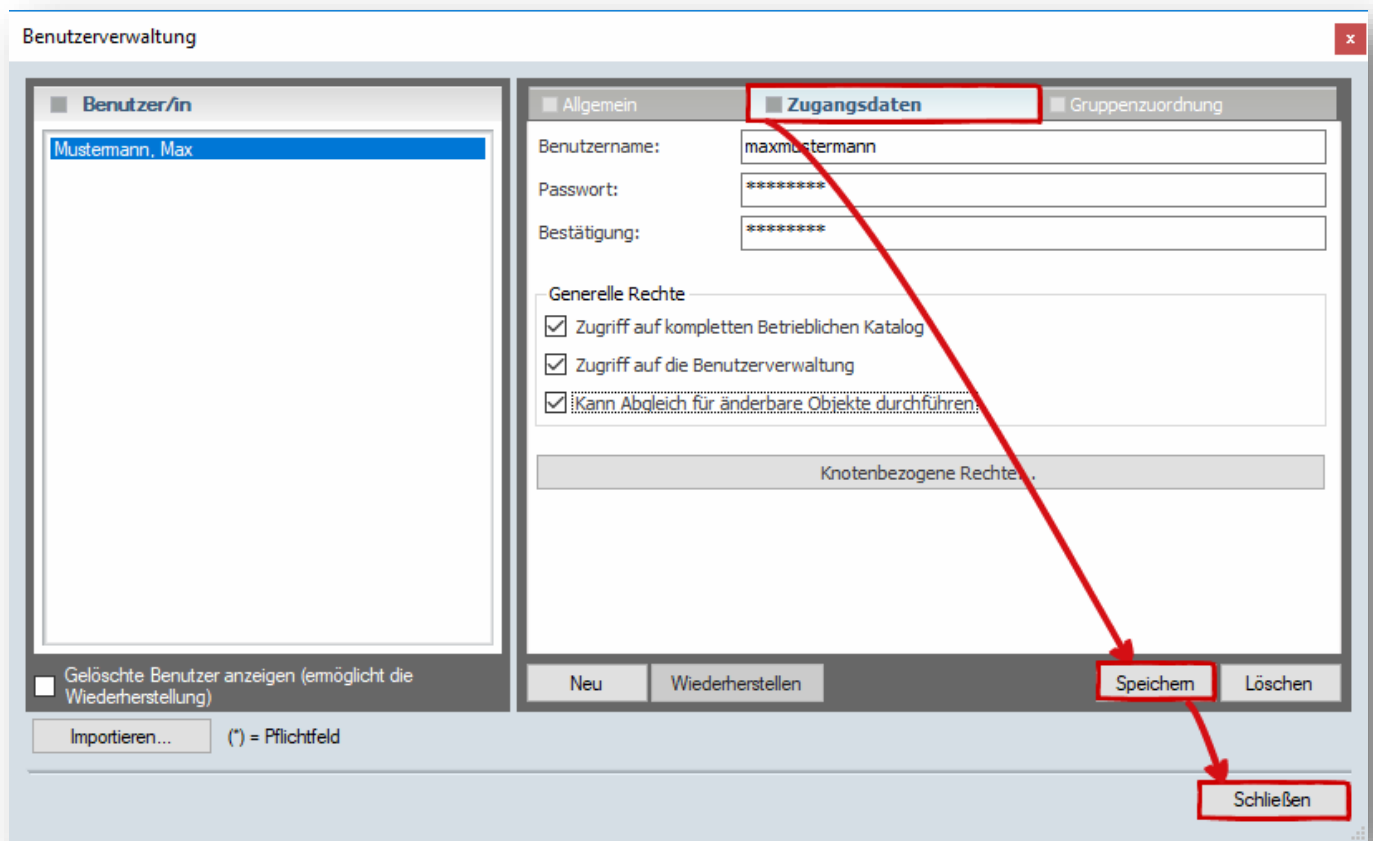 Benutzerverwaltung
x
Benutzer/in
Mustermann, Max
Gelöschte Benutzer anzeigen (ermöglicht die
Wiederherstellung)
Allgemein
Zugangsdaten
Gruppenzuordnung
Benutzername:
maxmustermann
Passwort:
********
Bestätigung:
********
Generelle Rechte
Zugriff auf kompletten Betrieblichen Katalog
Zugriff auf die Benutzerverwaltung
Kann Abgleich für änderbare Objekte durchführen.
Knotenbezogene Rechte...
Neu
Wiederherstellen
Speichern
Löschen
Importieren...
(*) = Pflichtfeld
Schließen